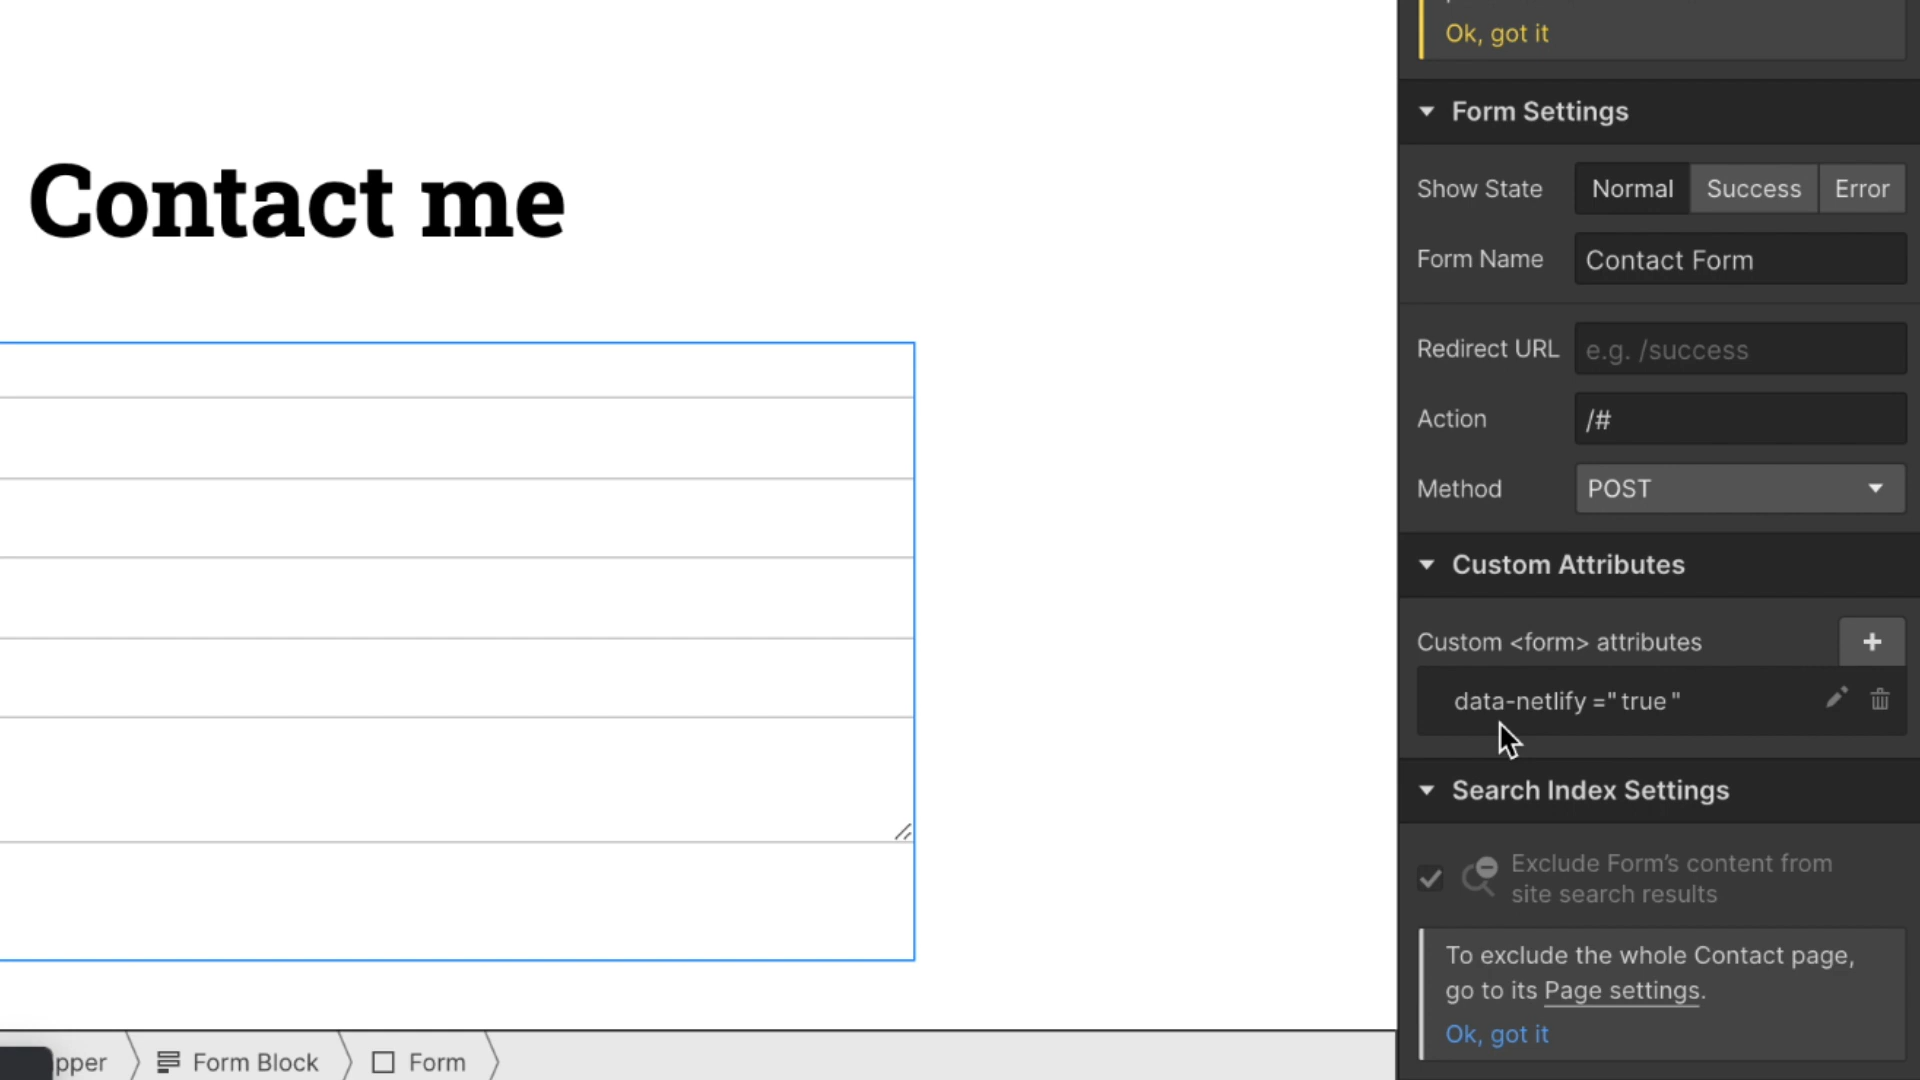 Ok, got it
Form Settings
Show State Normal Success Error
Form Name Contact Form
Redirect URL e.g. /success
Action /#
Method POST
Custom Attributes
Custom <form> attributes +
data-netlify ="true"
Search Index Settings
Exclude Form's content from
site search results
To exclude the whole Contact page,
go to its Page settings.
Ok, got it
Contact me
pper Form Block Form